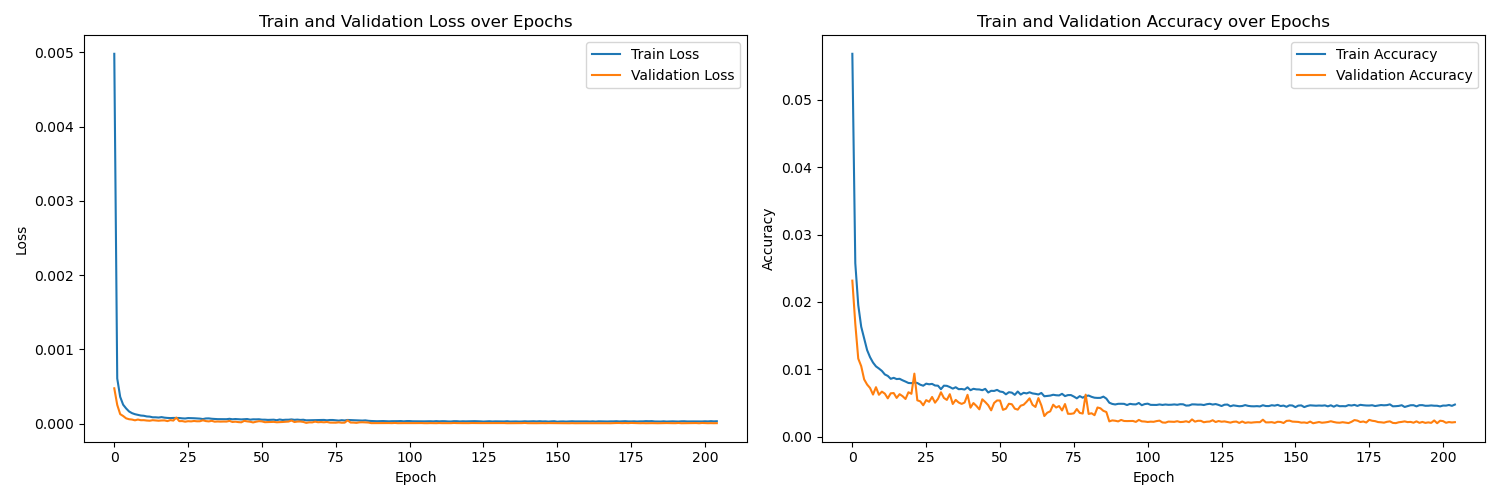 Train and Validation Loss over Epochs
Train Loss
Validation Loss
0.005
0.004
0.003
0.002
0.001
0.000
Loss
0 25 50 75 100 125 150 175 200
Epoch
Train and Validation Accuracy over Epochs
Train Accuracy
Validation Accuracy
0.05
0.04
0.03
0.02
0.01
0.00
Accuracy
0 25 50 75 100 125 150 175 200
Epoch